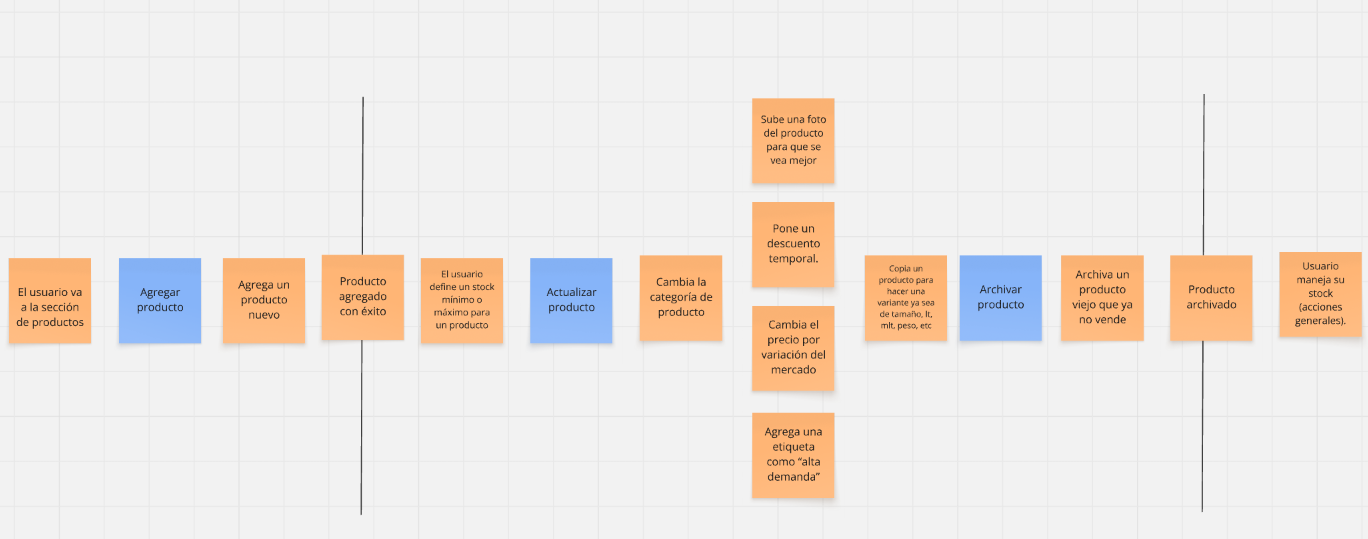 El usuario va
a la sección
de productos
Agregar
producto
Agrega un
producto
nuevo
Producto
agregado
con éxito
El usuario
define un stock
mínimo o
máximo para
un producto
Actualizar
producto
Cambia la
categoría de
producto
Sube una foto
del producto
para que se
vea mejor
Pone un
descuento
temporal.
Cambia el
precio por
variación del
mercado
Agrega una
etiqueta
como “alta
demanda”
Copia un
producto para
hacer una
variante ya sea
de tamaño, lt,
mlt, peso, etc
Archivar
producto
Archiva un
producto
viejo que ya
no vende
Producto
archivado
Usuario
maneja su
stock
(acciones
generales).